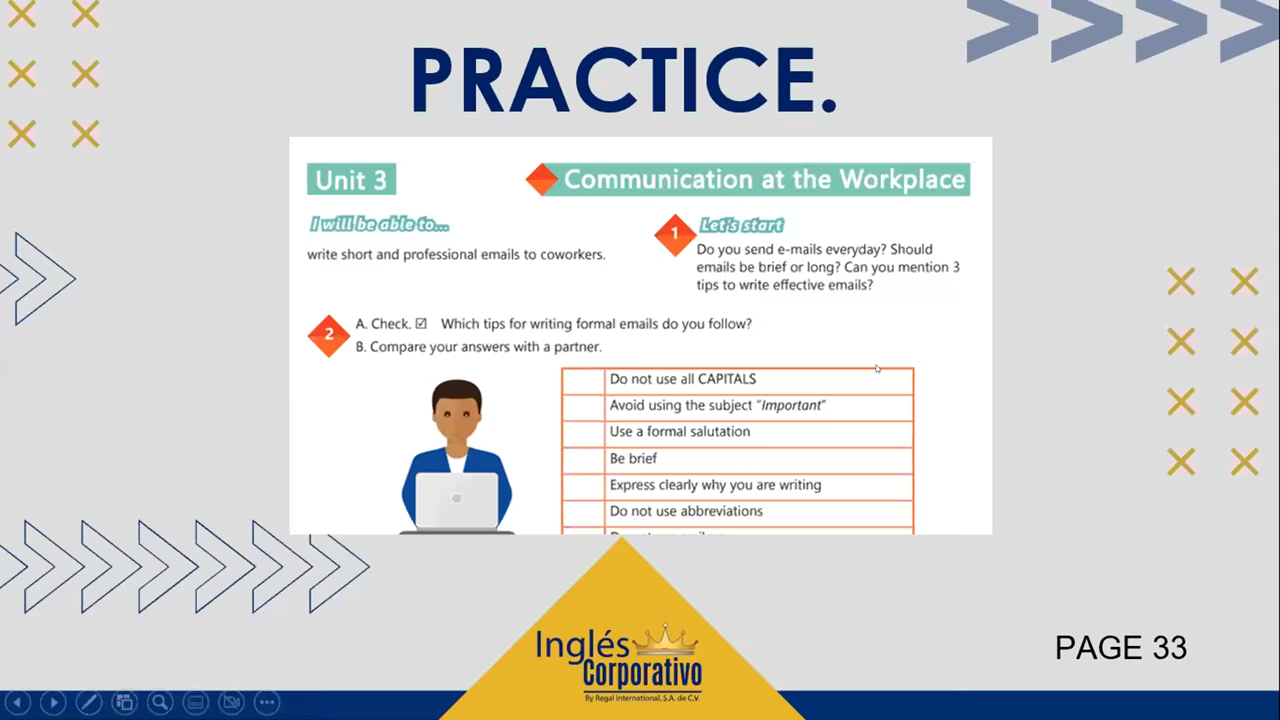 PRACTICE.
Unit 3
Communication at the Workplace
I will be able to...
write short and professional emails to coworkers.
1
Let's start
Do you send e-mails everyday? Should
emails be brief or long? Can you mention 3
tips to write effective emails?
2
A. Check. ☑ Which tips for writing formal emails do you follow?
B. Compare your answers with a partner.
Do not use all CAPITALS
Avoid using the subject "Important"
Use a formal salutation
Be brief
Express clearly why you are writing
Do not use abbreviations
Inglés
Corporativo
By Regal International, S.A. de C.V.
PAGE 33